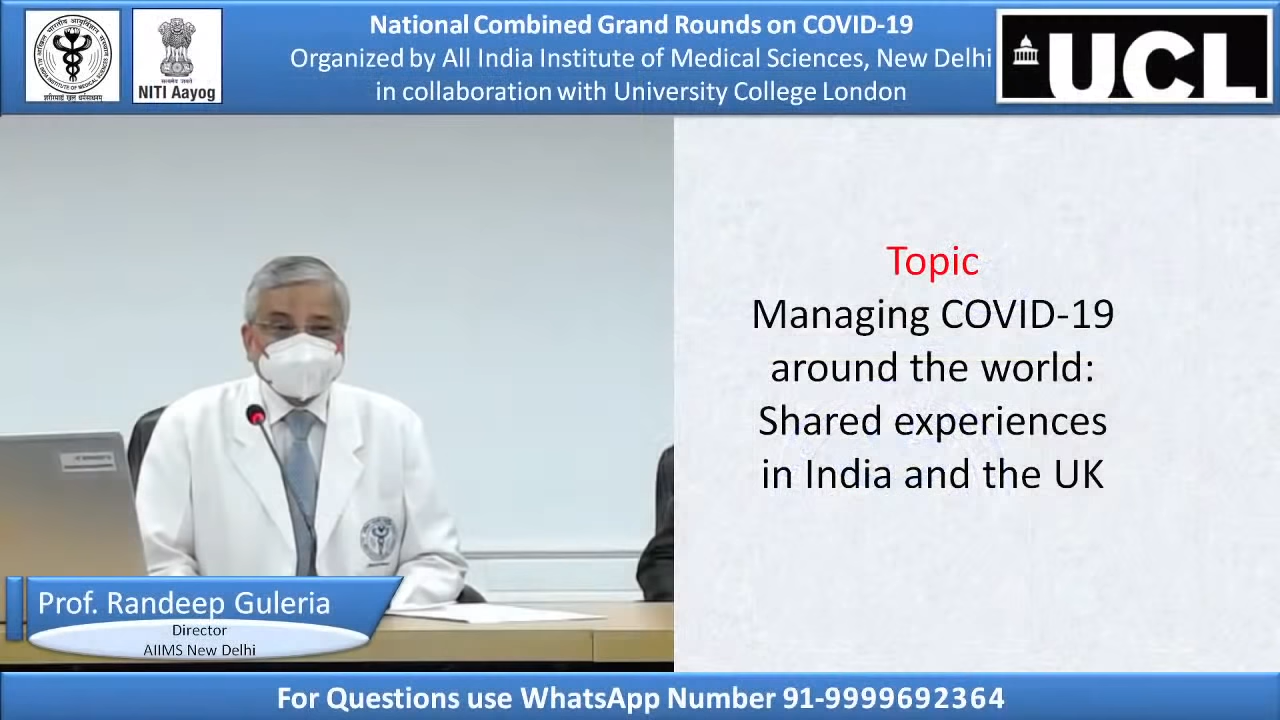 National Combined Grand Rounds on COVID-19
Organized by All India Institute of Medical Sciences, New Delhi
in collaboration with University College London
NITI Aayog
UCL
Topic
Managing COVID-19
around the world:
Shared experiences
in India and the UK
Prof. Randeep Guleria
Director
AIIMS New Delhi
For Questions use WhatsApp Number 91-9999692364